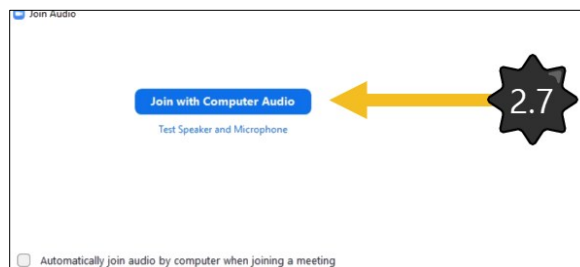 Join Audio
Join with Computer Audio
2.7
Test Speaker and Microphone
Automatically join audio by computer when joining a meeting